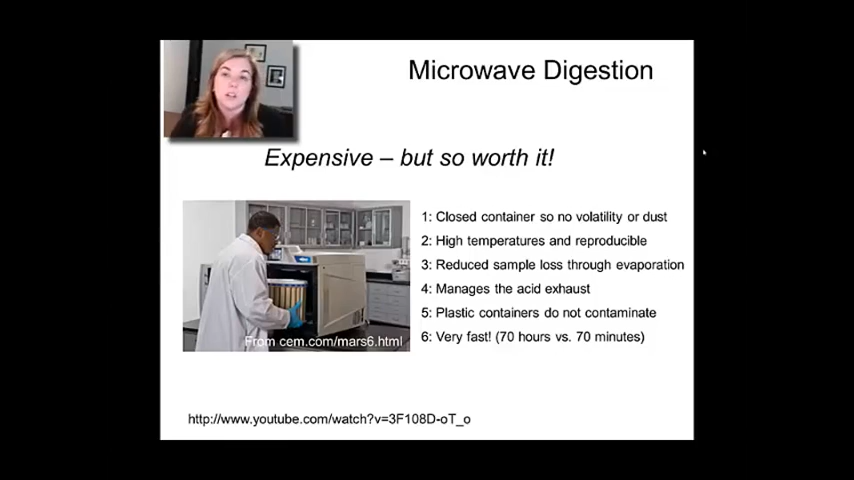 Microwave Digestion
Expensive – but so worth it!
1: Closed container so no volatility or dust
2: High temperatures and reproducible
3: Reduced sample loss through evaporation
4: Manages the acid exhaust
5: Plastic containers do not contaminate
6: Very fast! (70 hours vs. 70 minutes)
From cem.com/mars6.html
http://www.youtube.com/watch?v=3F108D-oT_o